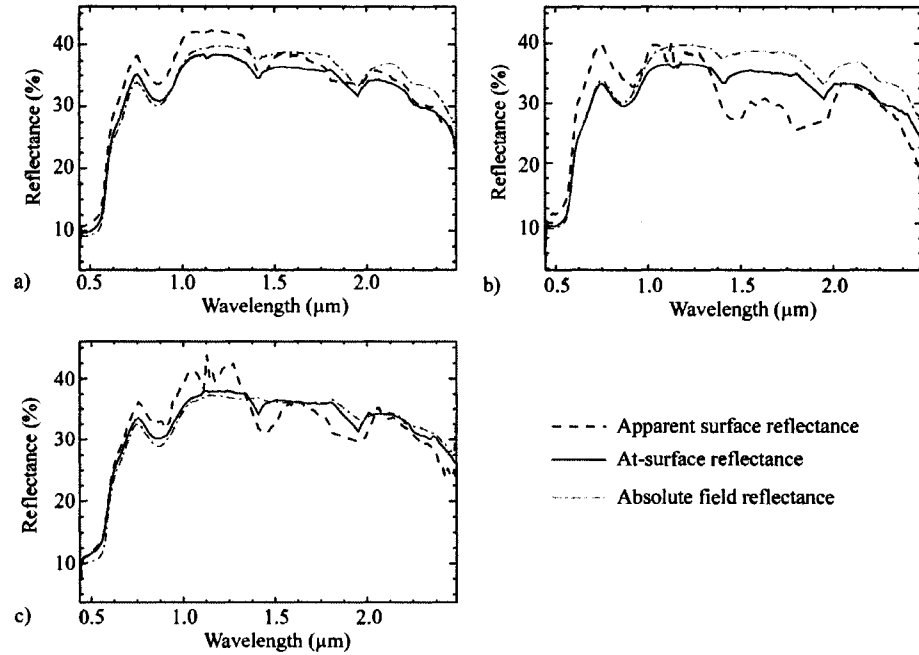 40
30
20
10
Reflectance (%)
0.5 1.0 1.5 2.0
Wavelength (µm)
a)
40
30
20
10
Reflectance (%)
0.5 1.0 1.5 2.0
Wavelength (µm)
b)
40
30
20
10
Reflectance (%)
0.5 1.0 1.5 2.0
Wavelength (µm)
c)
Apparent surface reflectance
At-surface reflectance
Absolute field reflectance